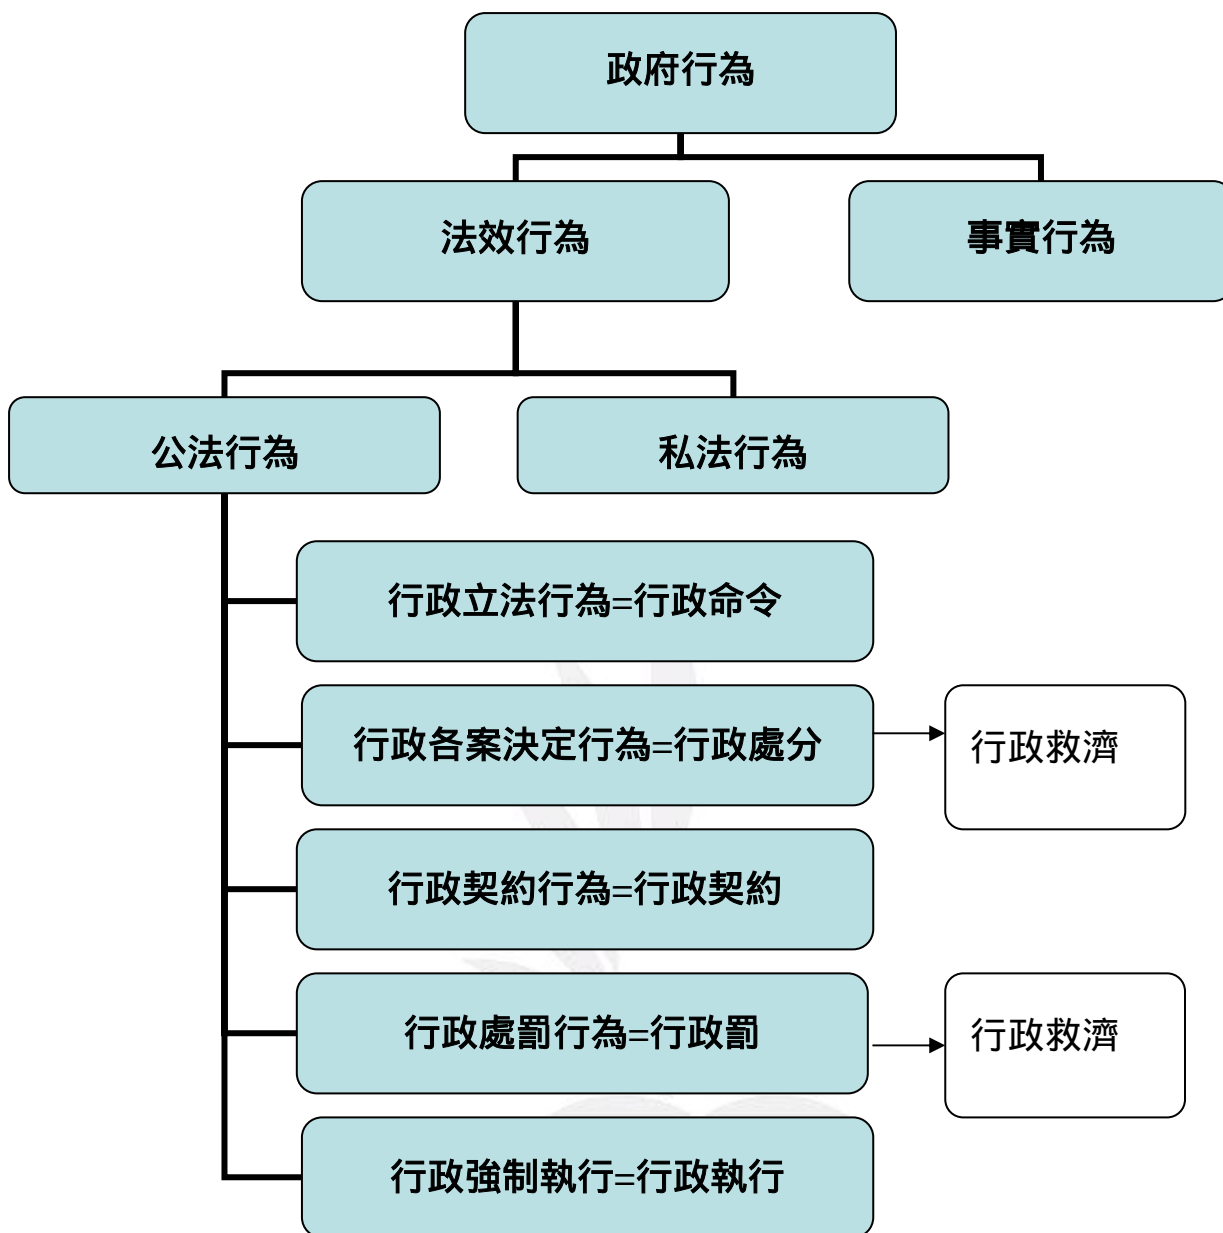 政府行為
法效行為
事實行為
公法行為
私法行為
行政立法行為=行政命令
行政各案決定行為=行政處分
行政救濟
行政契約行為=行政契約
行政處罰行為=行政罰
行政救濟
行政強制執行=行政執行